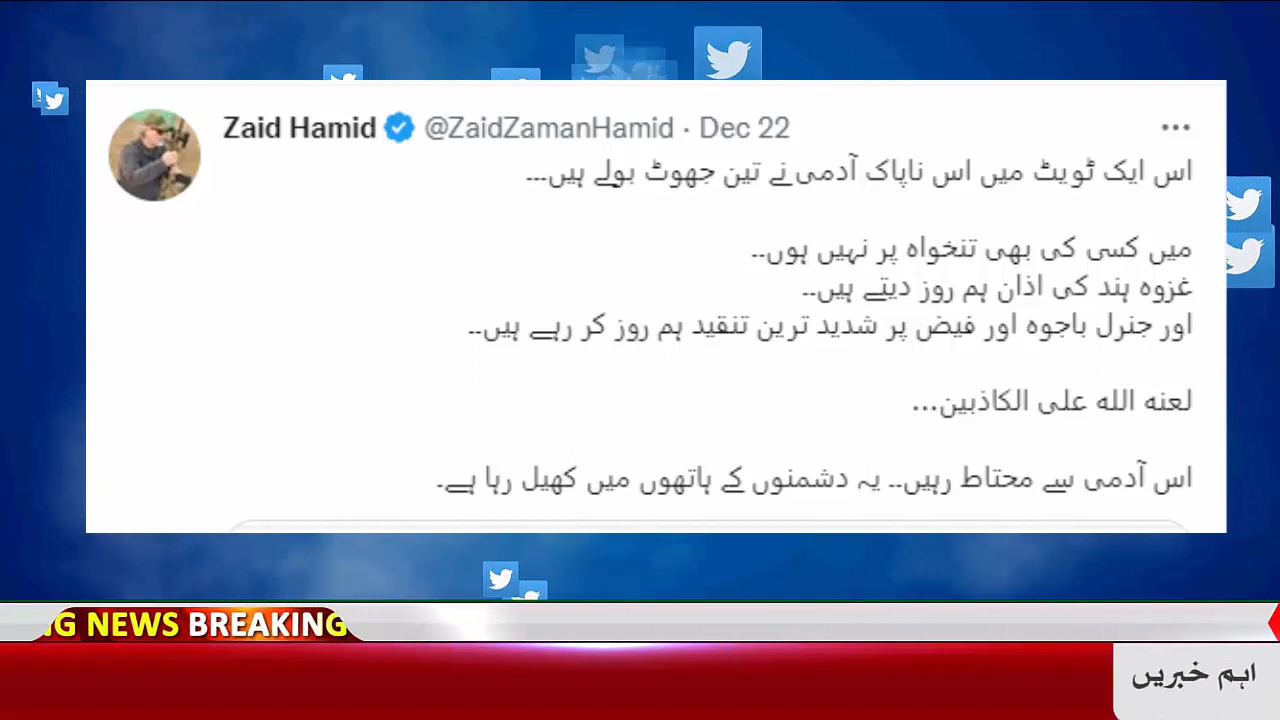 Zaid Hamid @ZaidZamanHamid · Dec 22
اس ایک ٹویٹ میں اس ناپاک آدمی نے تین جھوٹ بولے ہیں۔۔۔
میں کسی کی بھی تنخواہ پر نہیں ہوں۔۔
غزوہ ہند کی اذان ہم روز دیتے ہیں۔۔
اور جنرل باجوہ اور فیض پر شدید ترین تنقید ہم روز کر رہے ہیں۔۔
لعنه الله علی الکاذبین...
اس آدمی سے محتاط رہیں۔۔ یہ دشمنوں کے ہاتھوں میں کھیل رہا ہے۔
NEWS BREAKING
اہم خبریں